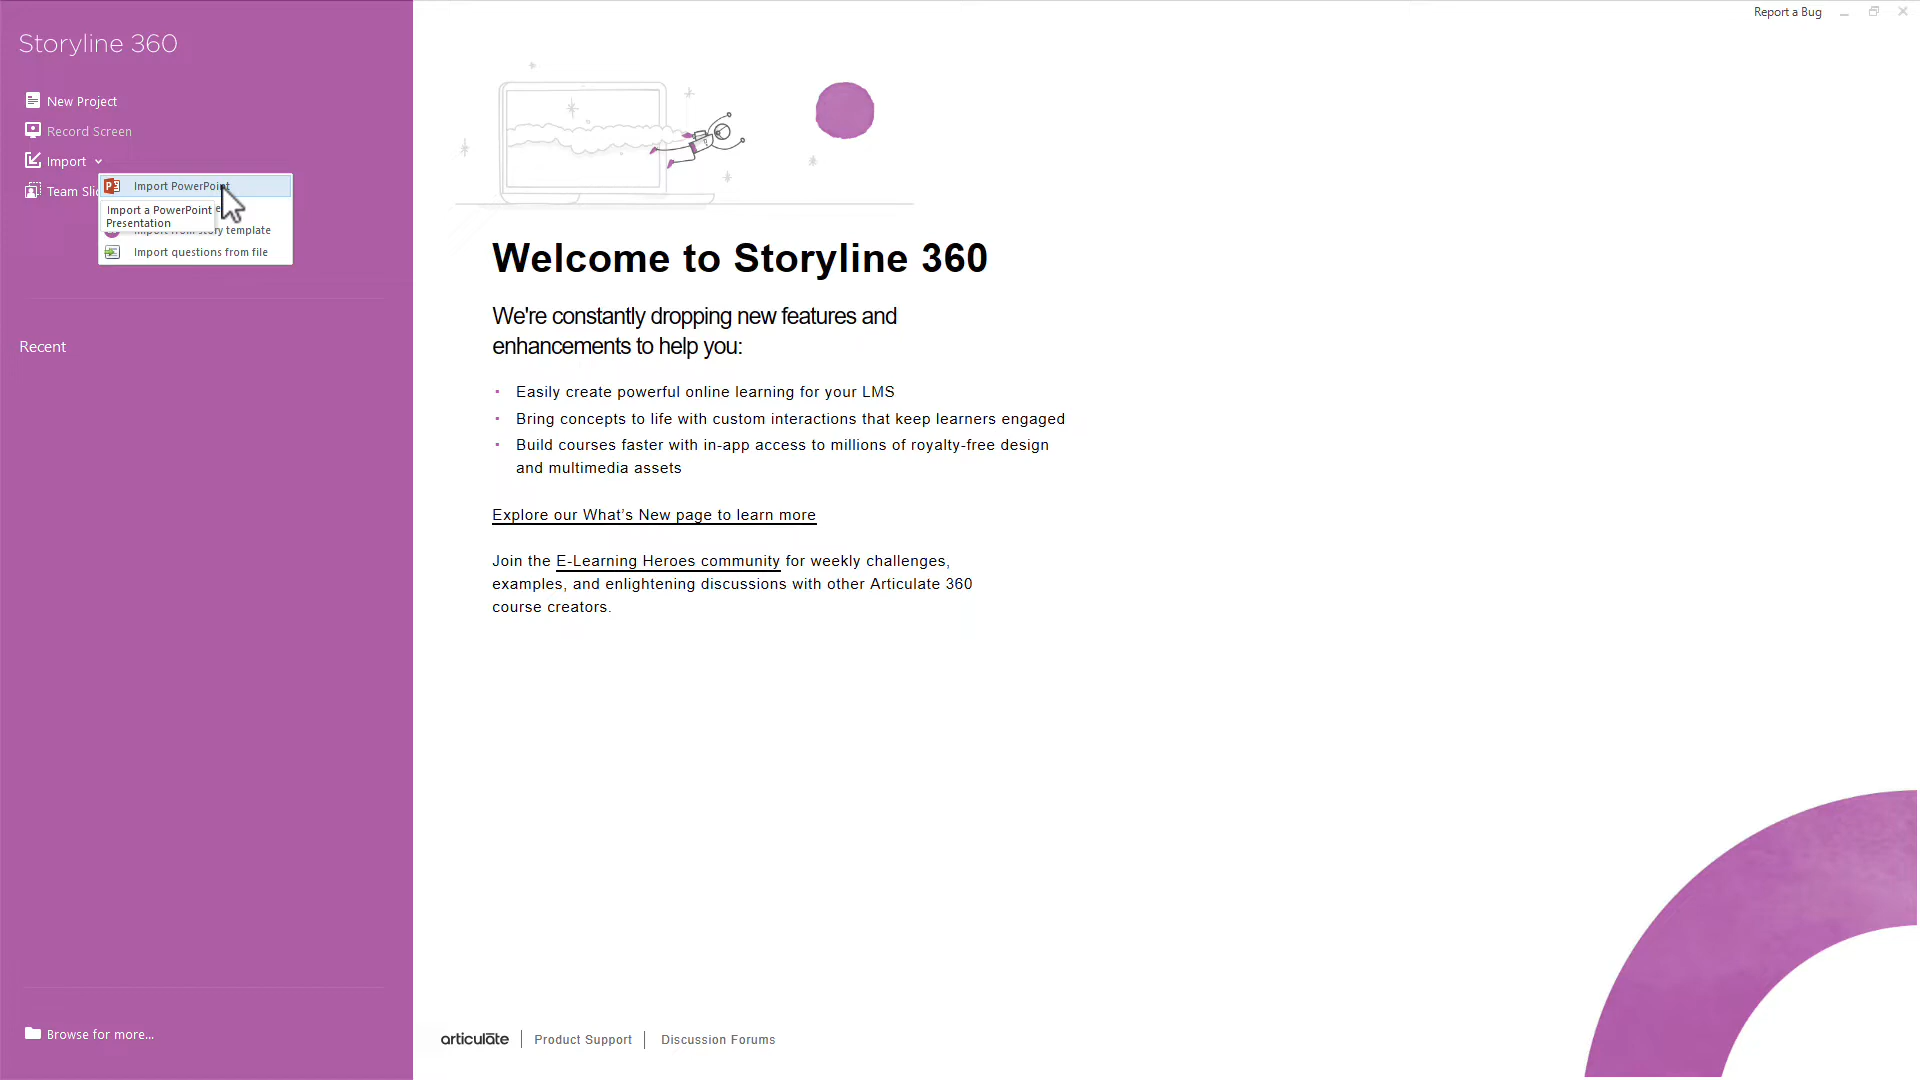 Report a Bug
Storyline 360
New Project
Record Screen
Import
Team Slid
Import PowerPoint
Import a PowerPoint
Presentation
Import from story template
Import questions from file
Recent
Browse for more...
Welcome to Storyline 360
We're constantly dropping new features and
enhancements to help you:
Easily create powerful online learning for your LMS
Bring concepts to life with custom interactions that keep learners engaged
Build courses faster with in-app access to millions of royalty-free design
and multimedia assets
Explore our What's New page to learn more
Join the E-Learning Heroes community for weekly challenges,
examples, and enlightening discussions with other Articulate 360
course creators.
articulate
Product Support
Discussion Forums